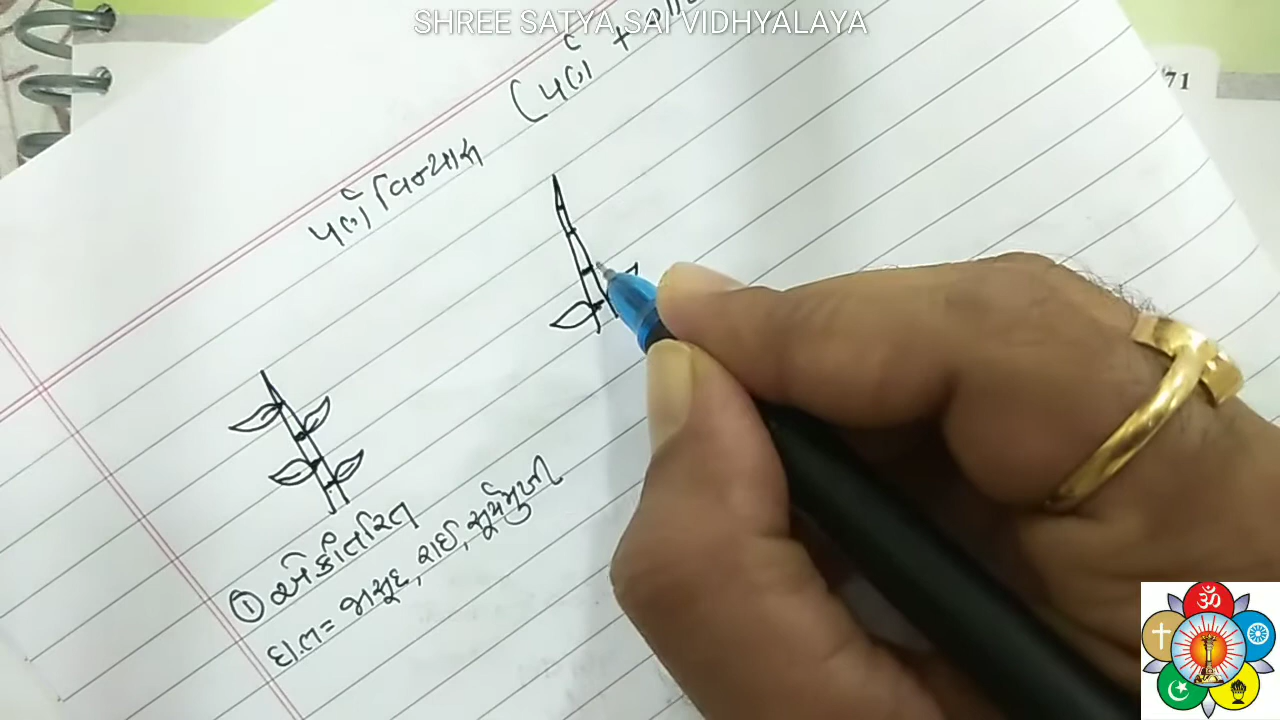 SHREE SATYA SAI VIDHYALAYA
71
પર્ણ વિન્યાસ (પર્ણ +
① એકાંતરિત
દા.ત = જાસૂદ, રાઈ, સૂર્યમુખી